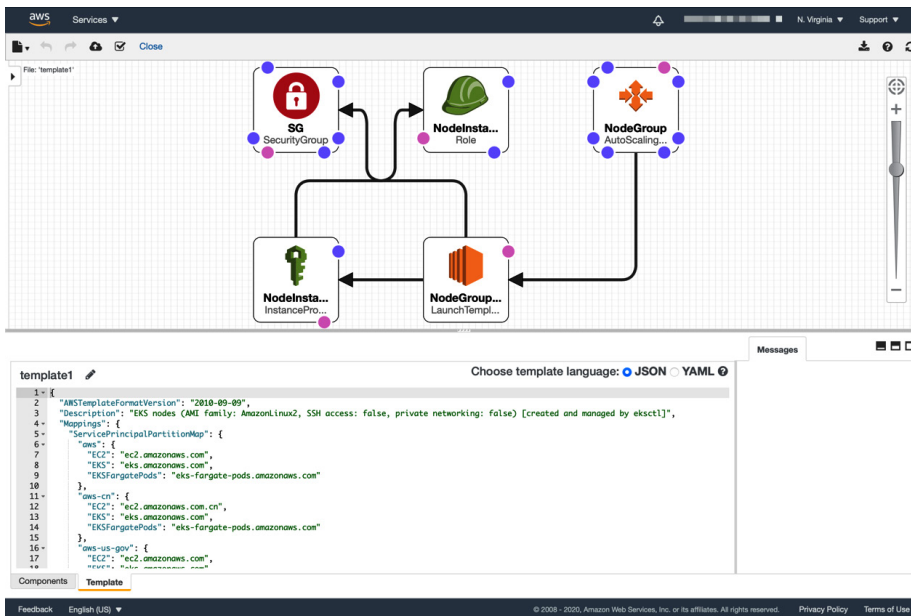 aws Services ▼ N. Virginia ▼ Support ▼
Close
File: 'template1'
SG
SecurityGroup
NodeInsta...
Role
NodeGroup
AutoScaling...
NodeInsta...
InstancePro...
NodeGroup...
LaunchTempl...
Messages
template1 Choose template language: JSON YAML
1 {
2 "AWSTemplateFormatVersion": "2010-09-09",
3 "Description": "EKS nodes (AMI family: AmazonLinux2, SSH access: false, private networking: false) [created and managed by eksctl]",
4 "Mappings": {
5 "ServicePrincipalPartitionMap": {
6 "aws": {
7 "EC2": "ec2.amazonaws.com",
8 "EKS": "eks.amazonaws.com",
9 "EKSFargatePods": "eks-fargate-pods.amazonaws.com"
10 },
11 "aws-cn": {
12 "EC2": "ec2.amazonaws.com.cn",
13 "EKS": "eks.amazonaws.com",
14 "EKSFargatePods": "eks-fargate-pods.amazonaws.com"
15 },
16 "aws-us-gov": {
17 "EC2": "ec2.amazonaws.com",
18 "EKS": "eks.amazonaws.com",
Components Template
Feedback English (US) ▼ © 2008 - 2020, Amazon Web Services, Inc. or its affiliates. All rights reserved. Privacy Policy Terms of Use